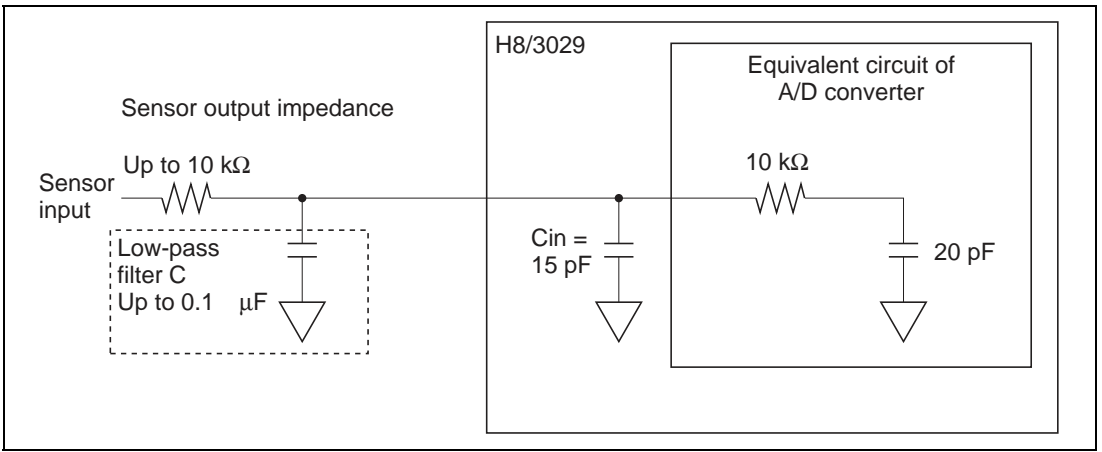 H8/3029
Equivalent circuit of
A/D converter
Sensor output impedance
Up to 10 kΩ
10 kΩ
Sensor
input
Low-pass
filter C
Up to 0.1 μF
Cin =
15 pF
20 pF